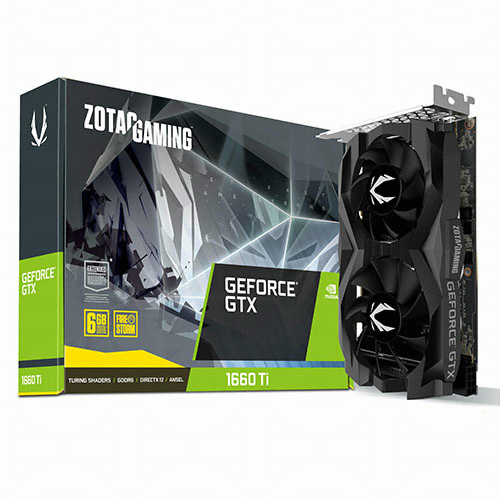 ZOTAC GAMING
GEFORCE
GTX
1660 Ti
EXTENDED
WARRANTY
6GB
GDDR6
FIRE
STORM
GEFORCE®
GTX
NVIDIA
TURING SHADERS / GDDR6 / DIRECTX 12 / ANSEL
1660 Ti
ZOTAC GAMING
GEFORCE GTX